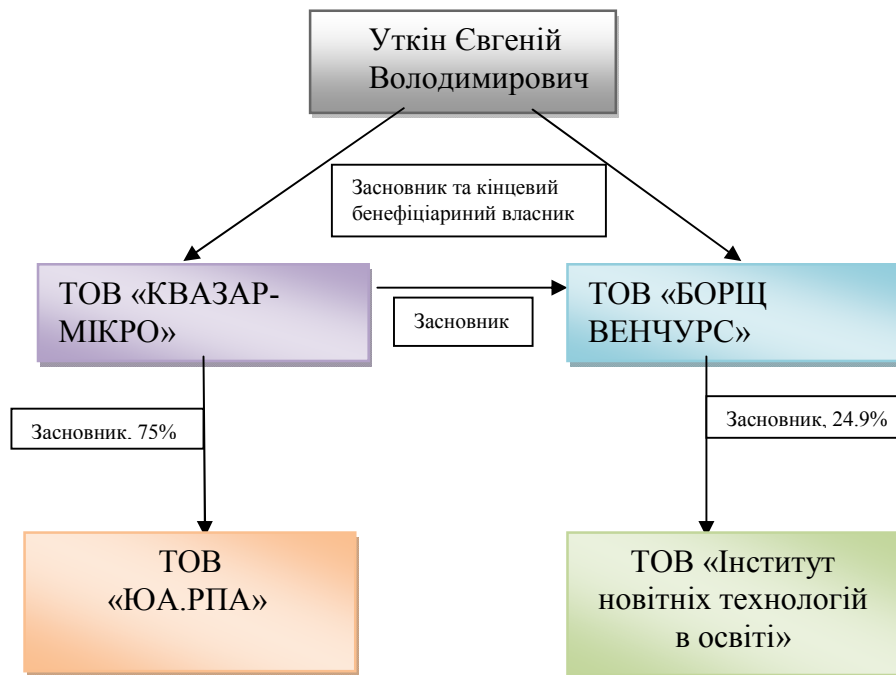 Уткін Євгеній
Володимирович
Засновник та кінцевий
бенефіціариний власник
ТОВ «КВАЗАР-
МІКРО»
Засновник
ТОВ «БОРЩ
ВЕНЧУРС»
Засновник. 75%
Засновник, 24.9%
ТОВ
«ЮА.РПА»
ТОВ «Інститут
новітніх технологій
в освіті»